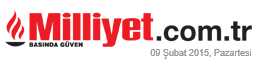 Milliyet.com.tr
BASINDA GÜVEN
09 Şubat 2015, Pazartesi